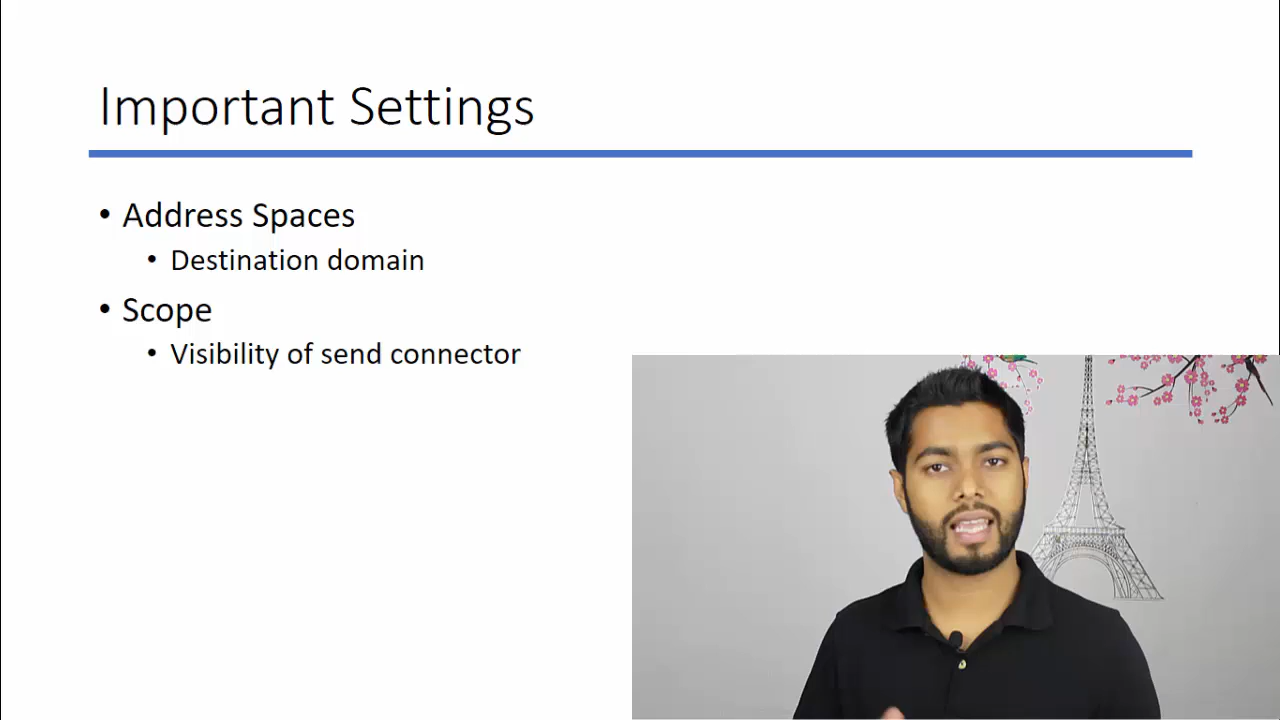 Important Settings
• Address Spaces
• Destination domain
• Scope
• Visibility of send connector